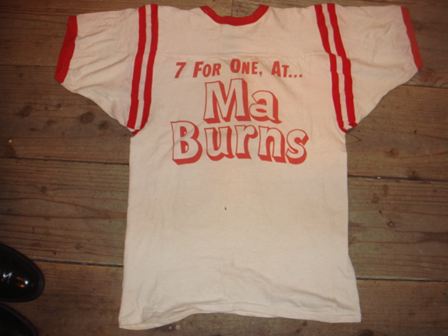 7 FOR ONE, AT...
Ma
Burns